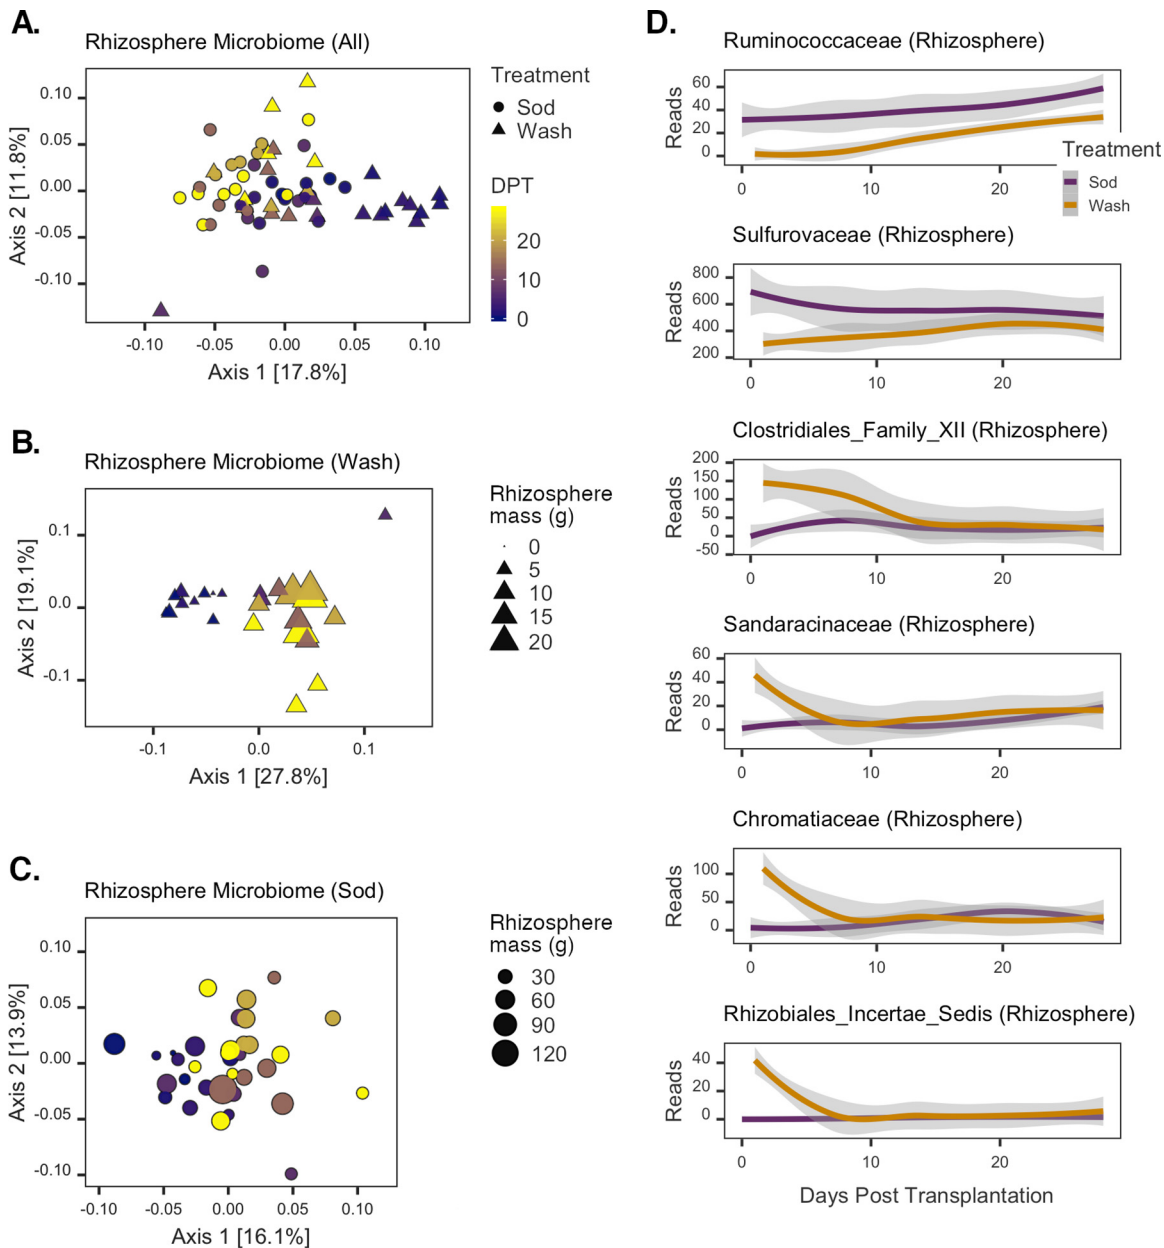 A.
Rhizosphere Microbiome (All)
0.10
0.05
0.00
-0.05
-0.10
Axis 2 [11.8%]
-0.10
-0.05
0.00
0.05
0.10
Axis 1 [17.8%]
Treatment
Sod
Wash
DPT
20
10
0
B.
Rhizosphere Microbiome (Wash)
0.1
0.0
-0.1
Axis 2 [19.1%]
-0.1
0.0
0.1
Axis 1 [27.8%]
Rhizosphere
mass (g)
0
5
10
15
20
C.
Rhizosphere Microbiome (Sod)
0.10
0.05
0.00
-0.05
-0.10
Axis 2 [13.9%]
-0.10
-0.05
0.00
0.05
0.10
Axis 1 [16.1%]
Rhizosphere
mass (g)
30
60
90
120
D.
Ruminococcaceae (Rhizosphere)
60
40
20
0
Reads
0
10
20
Treatment
Sod
Wash
Sulfurovaceae (Rhizosphere)
800
600
400
200
Reads
0
10
20
Clostridiales_Family_XII (Rhizosphere)
200
150
100
50
0
-50
Reads
0
10
20
Sandaracinaceae (Rhizosphere)
60
40
20
0
Reads
0
10
20
Chromatiaceae (Rhizosphere)
100
50
0
Reads
0
10
20
Rhizobiales_Incertae_Sedis (Rhizosphere)
40
20
0
Reads
0
10
20
Days Post Transplantation